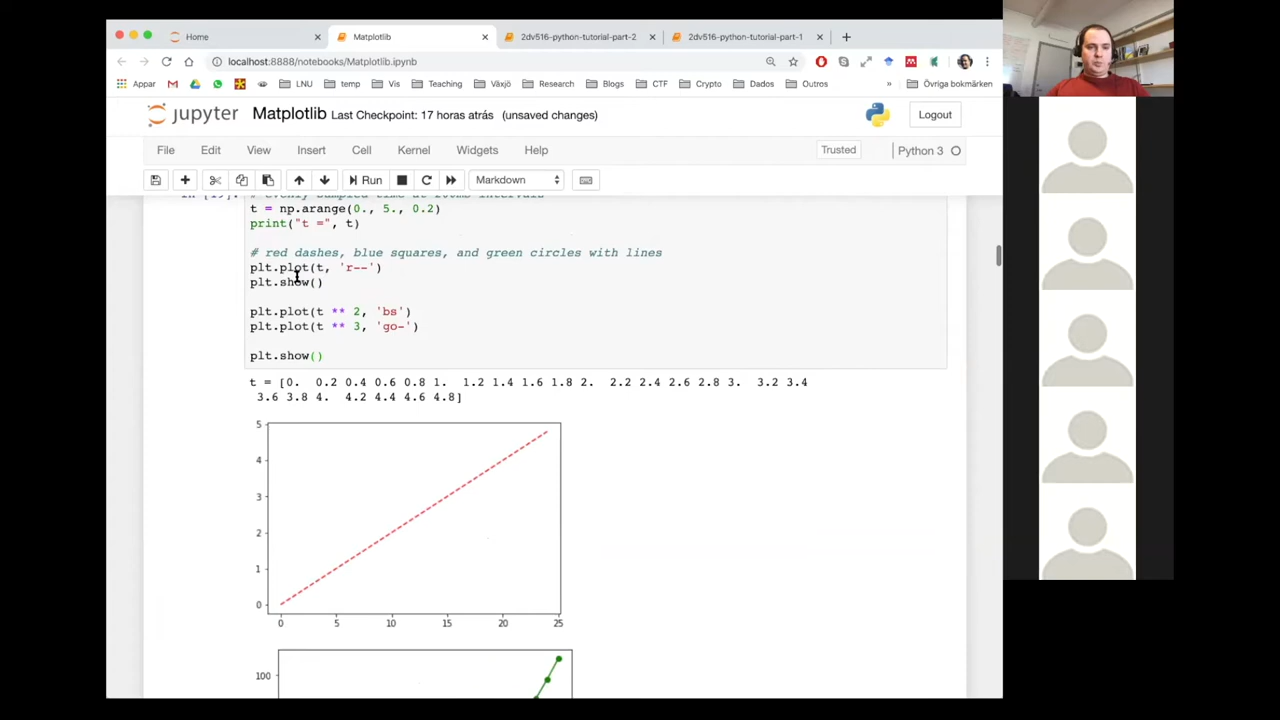 Home
Matplotlib
2dv516-python-tutorial-part-2
2dv516-python-tutorial-part-1
localhost:8888/notebooks/Matplotlib.ipynb
Appar
LNU
temp
Vis
Teaching
Växjö
Research
Blogs
CTF
Crypto
Dados
Outros
»
Övriga bokmärken
jupyter Matplotlib Last Checkpoint: 17 horas atrás (unsaved changes)
Logout
File Edit View Insert Cell Kernel Widgets Help
Trusted
Python 3
Run
Markdown
t = np.arange(0., 5., 0.2)
print("t =", t)
# red dashes, blue squares, and green circles with lines
plt.plot(t, 'r--')
plt.show()
plt.plot(t ** 2, 'bs')
plt.plot(t ** 3, 'go-')
plt.show()
t = [0. 0.2 0.4 0.6 0.8 1. 1.2 1.4 1.6 1.8 2. 2.2 2.4 2.6 2.8 3. 3.2 3.4
3.6 3.8 4. 4.2 4.4 4.6 4.8]
5
4
3
2
1
0
0 5 10 15 20 25
100